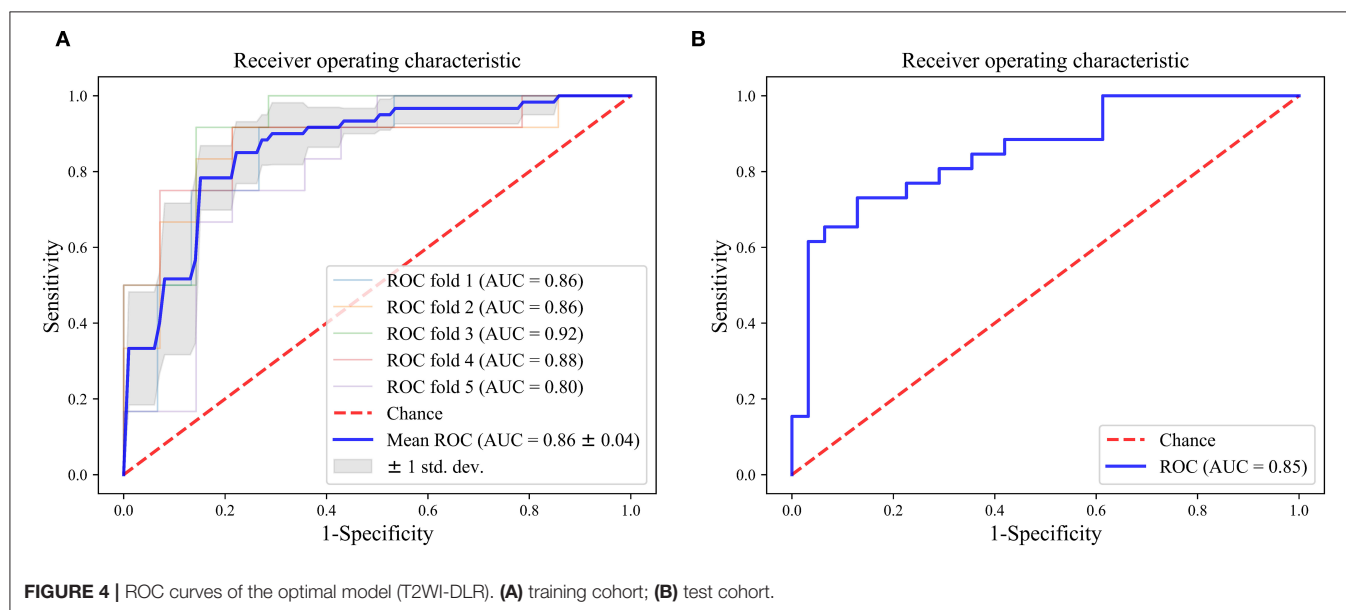 A
Receiver operating characteristic
Sensitivity
1.0
0.8
0.6
0.4
0.2
0.0
ROC fold 1 (AUC = 0.86)
ROC fold 2 (AUC = 0.86)
ROC fold 3 (AUC = 0.92)
ROC fold 4 (AUC = 0.88)
ROC fold 5 (AUC = 0.80)
Chance
Mean ROC (AUC = 0.86 ± 0.04)
± 1 std. dev.
0.0 0.2 0.4 0.6 0.8 1.0
1-Specificity
B
Receiver operating characteristic
Sensitivity
1.0
0.8
0.6
0.4
0.2
0.0
Chance
ROC (AUC = 0.85)
0.0 0.2 0.4 0.6 0.8 1.0
1-Specificity
FIGURE 4 | ROC curves of the optimal model (T2WI-DLR). (A) training cohort; (B) test cohort.